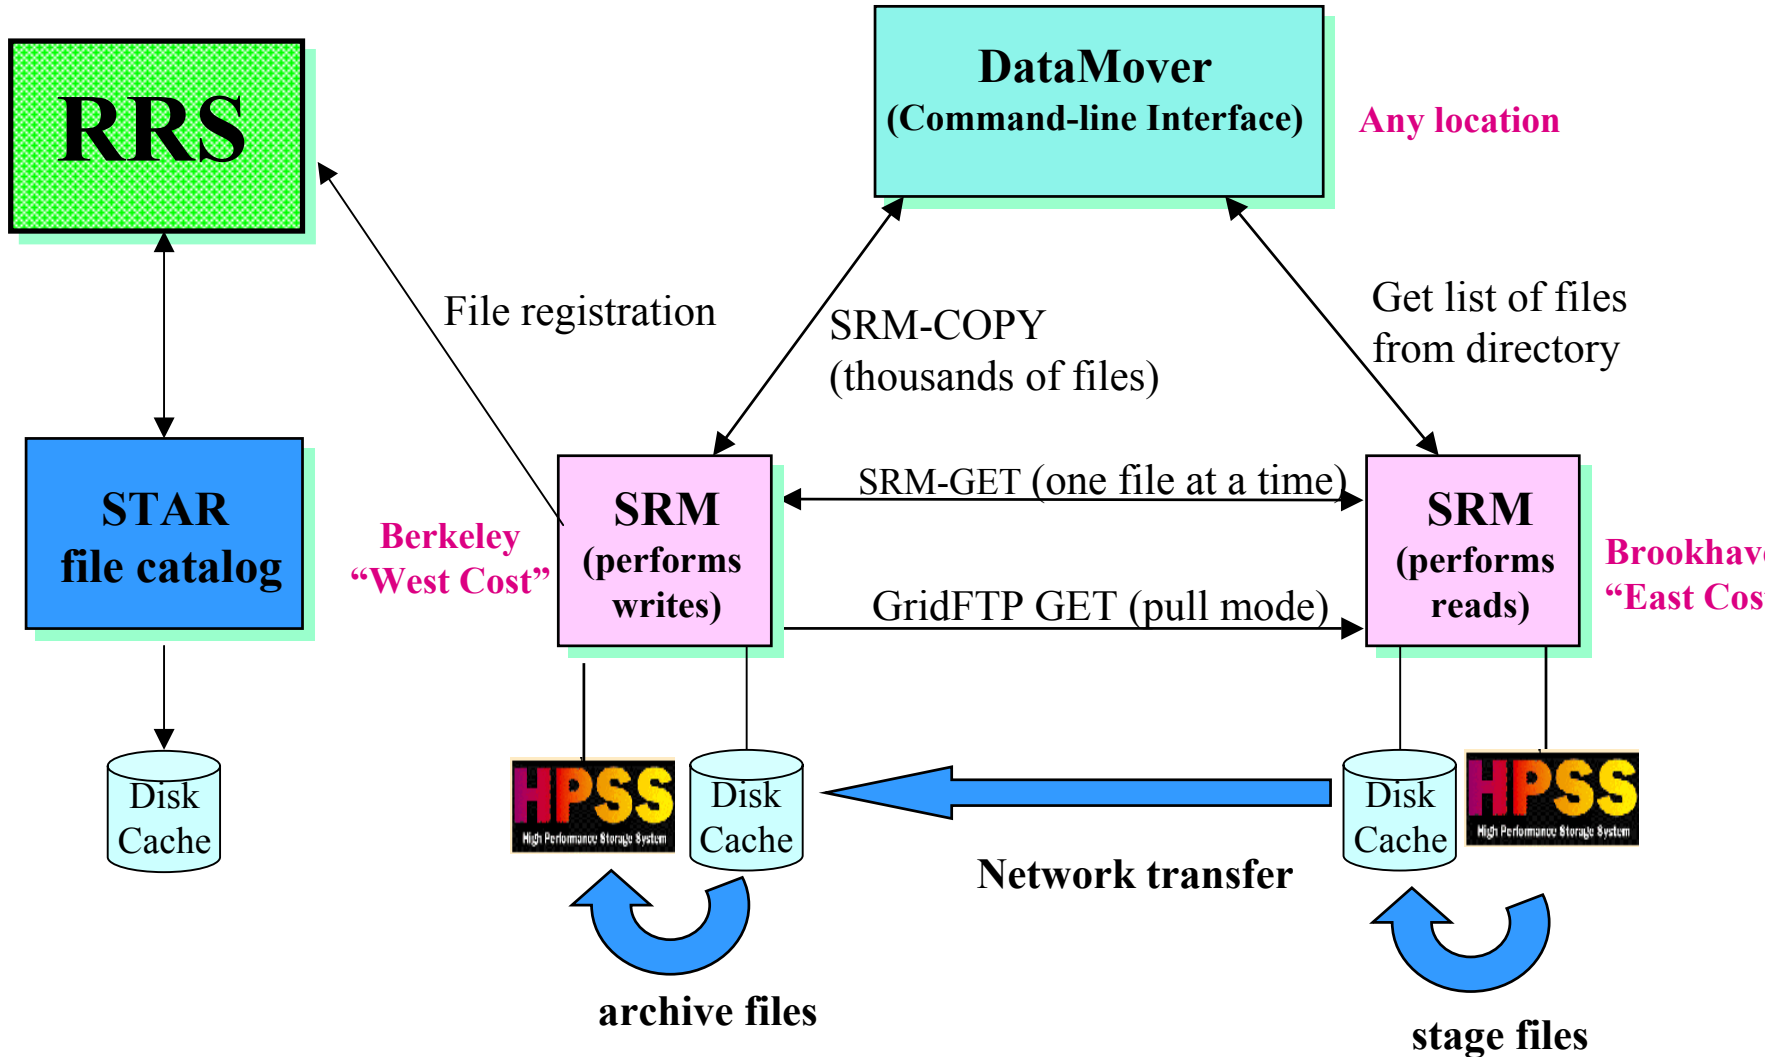 RRS
DataMover
(Command-line Interface)
Any location
File registration
SRM-COPY
(thousands of files)
Get list of files
from directory
STAR
file catalog
Berkeley
“West Cost”
SRM
(performs
writes)
SRM-GET (one file at a time)
GridFTP GET (pull mode)
SRM
(performs
reads)
Brookhave
“East Cos
Disk
Cache
HPSS
High Performance Storage System
Disk
Cache
Network transfer
Disk
Cache
HPSS
High Performance Storage System
archive files
stage files